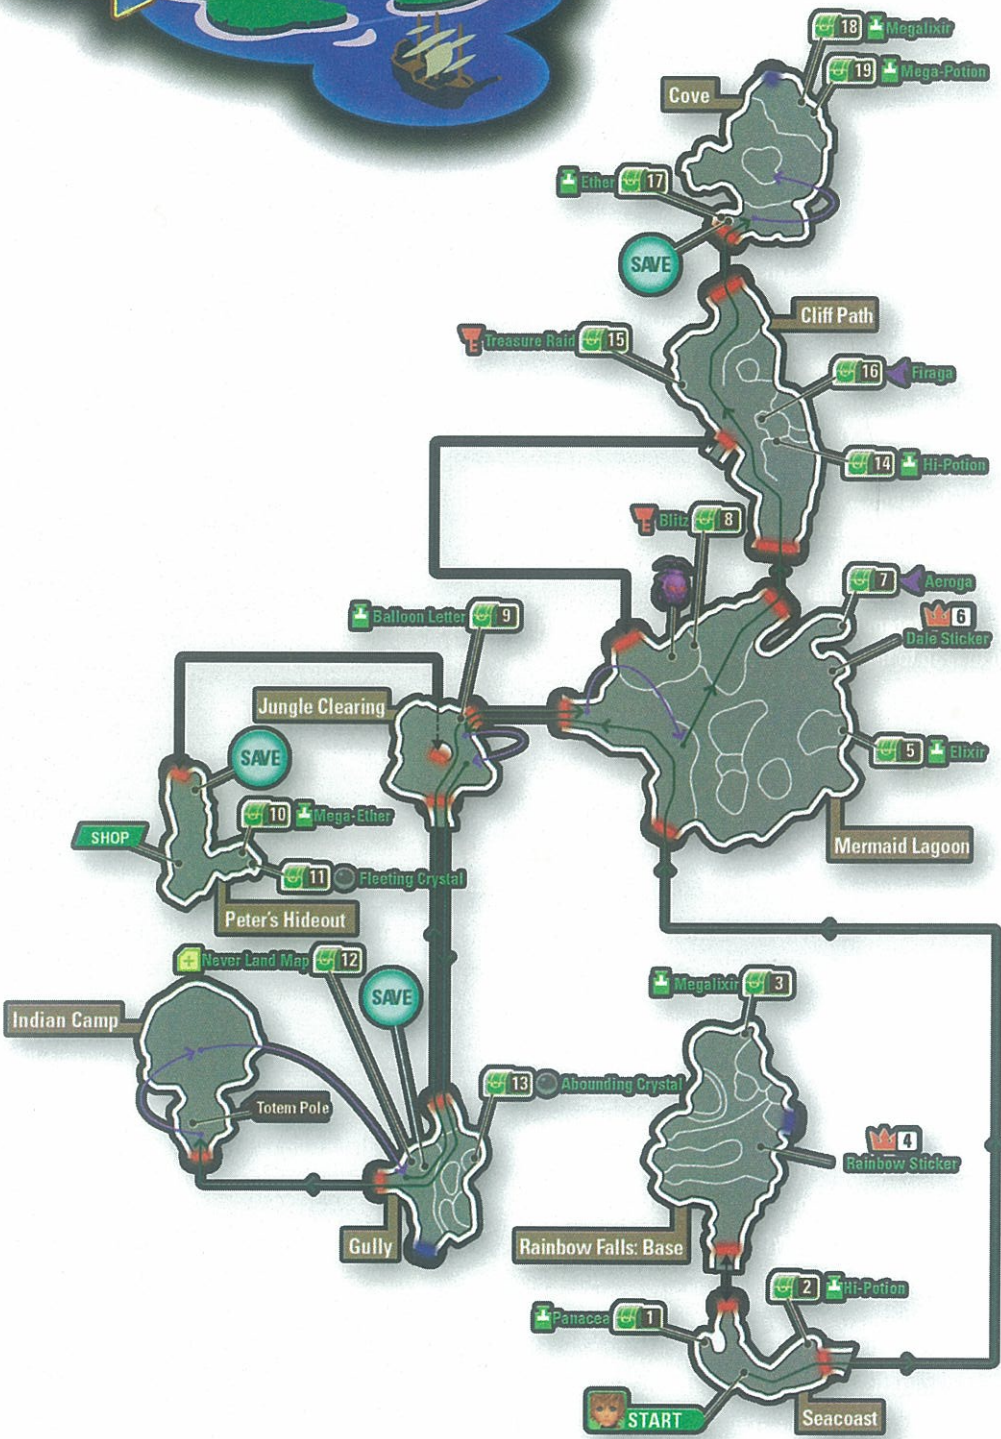 18 Megalixir
19 Mega-Potion
Cove
Ether 17
SAVE
Cliff Path
Treasure Raid 15
16 Firaga
14 Hi-Potion
Blitz 8
7 Aeroga
6
Dale Sticker
Balloon Letter 9
Jungle Clearing
SAVE
5 Elixir
10 Mega-Ether
SHOP
Mermaid Lagoon
11 Fleeting Crystal
Peter's Hideout
Never Land Map 12
Megalixir 3
SAVE
Indian Camp
13 Abounding Crystal
Totem Pole
4
Rainbow Sticker
Gully
Rainbow Falls: Base
2 Hi-Potion
Panacea 1
START
Seacoast